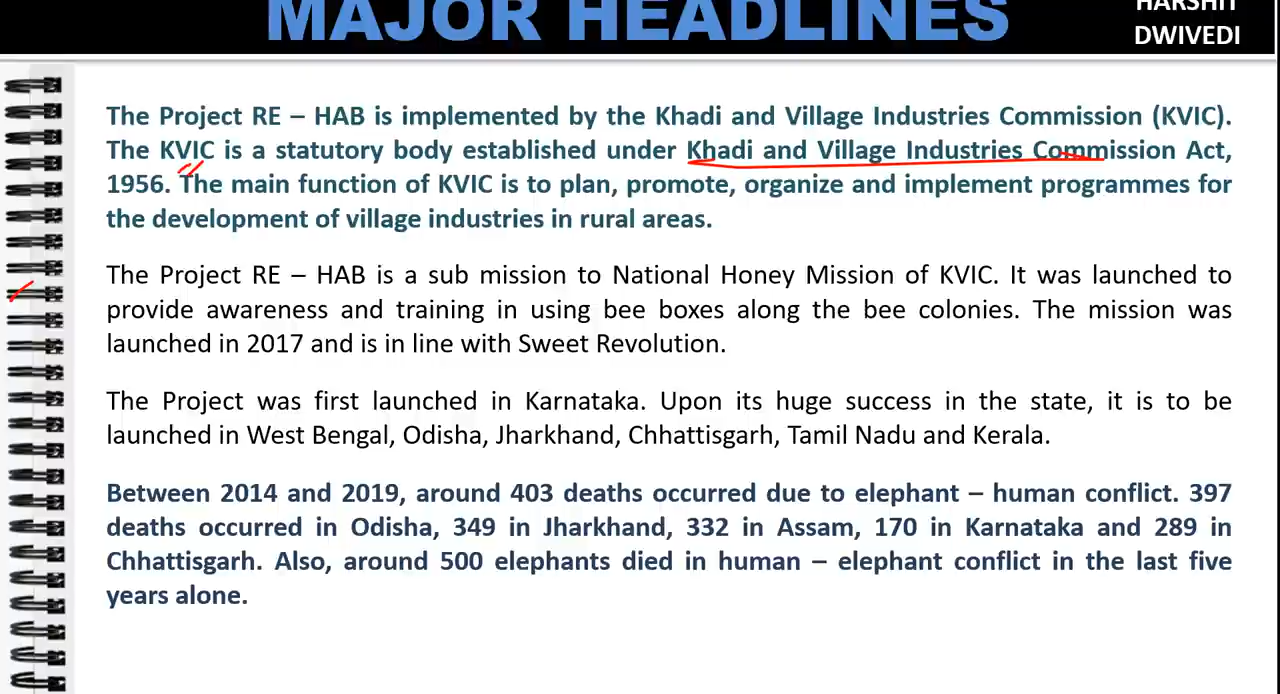 MAJOR HEADLINES
HARSHIT
DWIVEDI
The Project RE – HAB is implemented by the Khadi and Village Industries Commission (KVIC).
The KVIC is a statutory body established under Khadi and Village Industries Commission Act,
1956. The main function of KVIC is to plan, promote, organize and implement programmes for
the development of village industries in rural areas.
The Project RE – HAB is a sub mission to National Honey Mission of KVIC. It was launched to
provide awareness and training in using bee boxes along the bee colonies. The mission was
launched in 2017 and is in line with Sweet Revolution.
The Project was first launched in Karnataka. Upon its huge success in the state, it is to be
launched in West Bengal, Odisha, Jharkhand, Chhattisgarh, Tamil Nadu and Kerala.
Between 2014 and 2019, around 403 deaths occurred due to elephant – human conflict. 397
deaths occurred in Odisha, 349 in Jharkhand, 332 in Assam, 170 in Karnataka and 289 in
Chhattisgarh. Also, around 500 elephants died in human – elephant conflict in the last five
years alone.